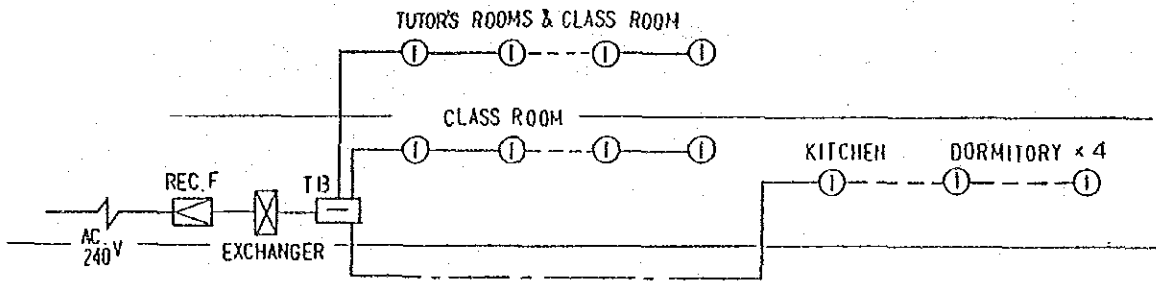 TUTOR'S ROOMS & CLASS ROOM
CLASS ROOM
KITCHEN DORMITORY × 4
REC. F TB
AC
240V
EXCHANGER